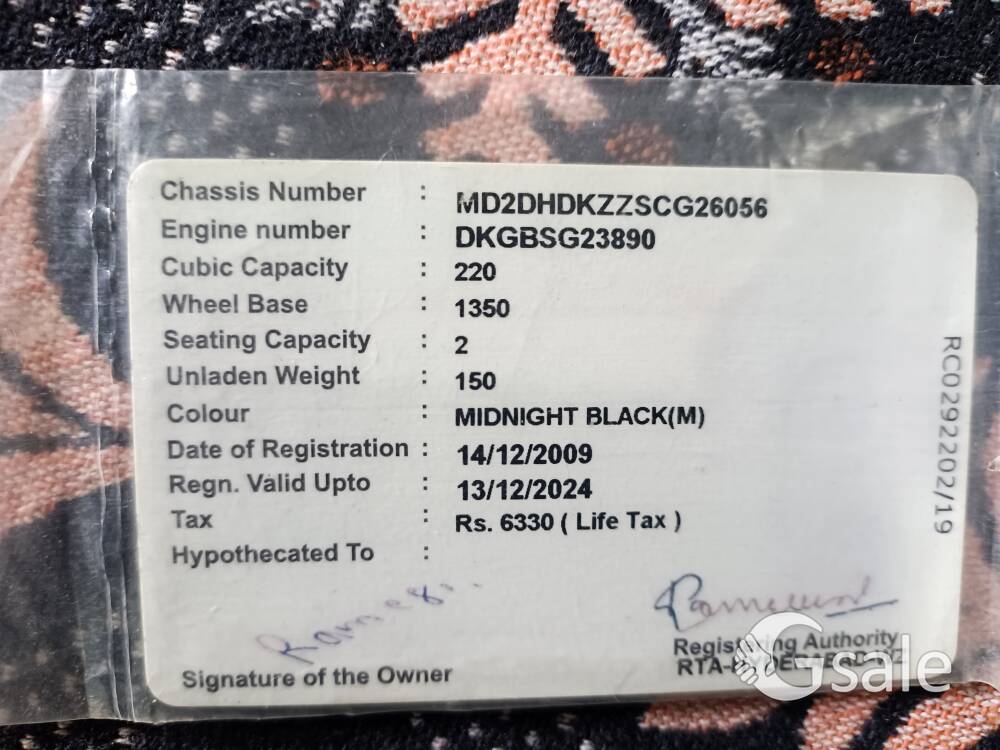 Chassis Number : MD2DHDKZZSCG26056
Engine number : DKGBSG23890
Cubic Capacity : 220
Wheel Base : 1350
Seating Capacity : 2
Unladen Weight : 150
Colour : MIDNIGHT BLACK(M)
Date of Registration : 14/12/2009
Regn. Valid Upto : 13/12/2024
Tax : Rs. 6330 ( Life Tax )
Hypothecated To :
Registering Authority
RTA-HYDERABAD
Signature of the Owner
RC0292202/19
Gsale